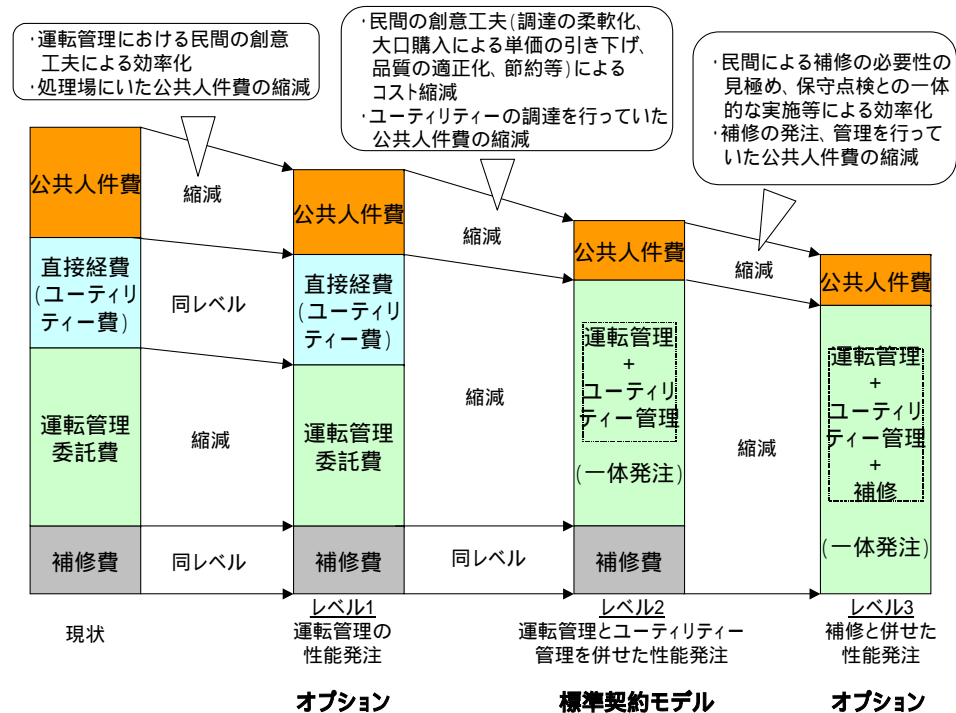 ・運転管理における民間の創意
工夫による効率化
・処理場にいた公共人件費の縮減
・民間の創意工夫(調達の柔軟化、
大口購入による単価の引き下げ、
品質の適正化、節約等)による
コスト縮減
・ユーティリティーの調達を行っていた
公共人件費の縮減
・民間による補修の必要性の
見極め、保守点検との一体
的な実施等による効率化
・補修の発注、管理を行って
いた公共人件費の縮減
公共人件費
直接経費
(ユーティリ
ティー費)
運転管理
委託費
補修費
現状
縮減
同レベル
縮減
同レベル
公共人件費
直接経費
(ユーティリ
ティー費)
運転管理
委託費
補修費
レベル1
運転管理の
性能発注
オプション
縮減
縮減
同レベル
公共人件費
運転管理
+
ユーティリ
ティー管理
(一体発注)
補修費
レベル2
運転管理とユーティリティー
管理を併せた性能発注
標準契約モデル
縮減
縮減
公共人件費
運転管理
+
ユーティリ
ティー管理
+
補修
(一体発注)
レベル3
補修と併せた
性能発注
オプション